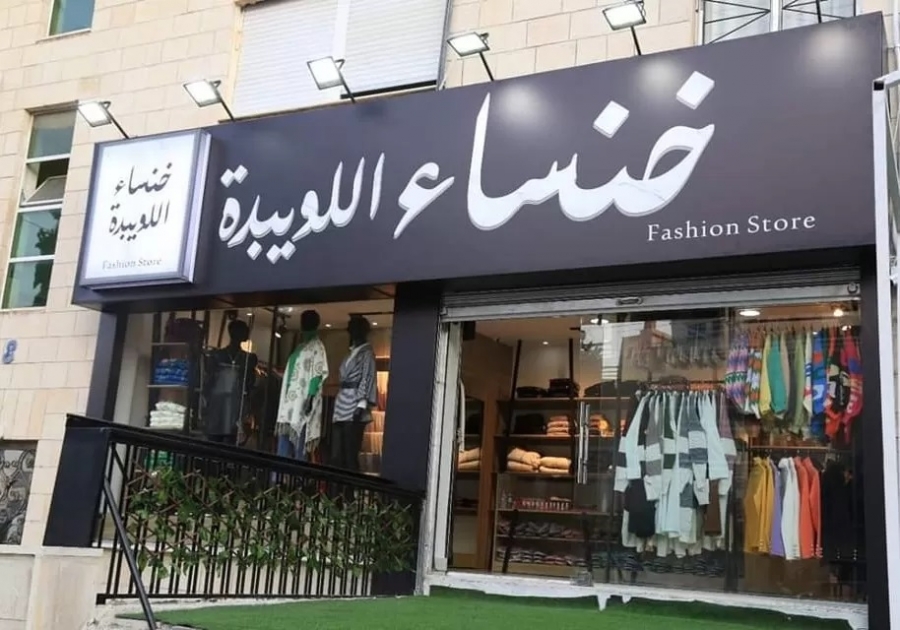 خنساء اللويبدة
Fashion Store
خنساء
اللويبدة
Fashion Store